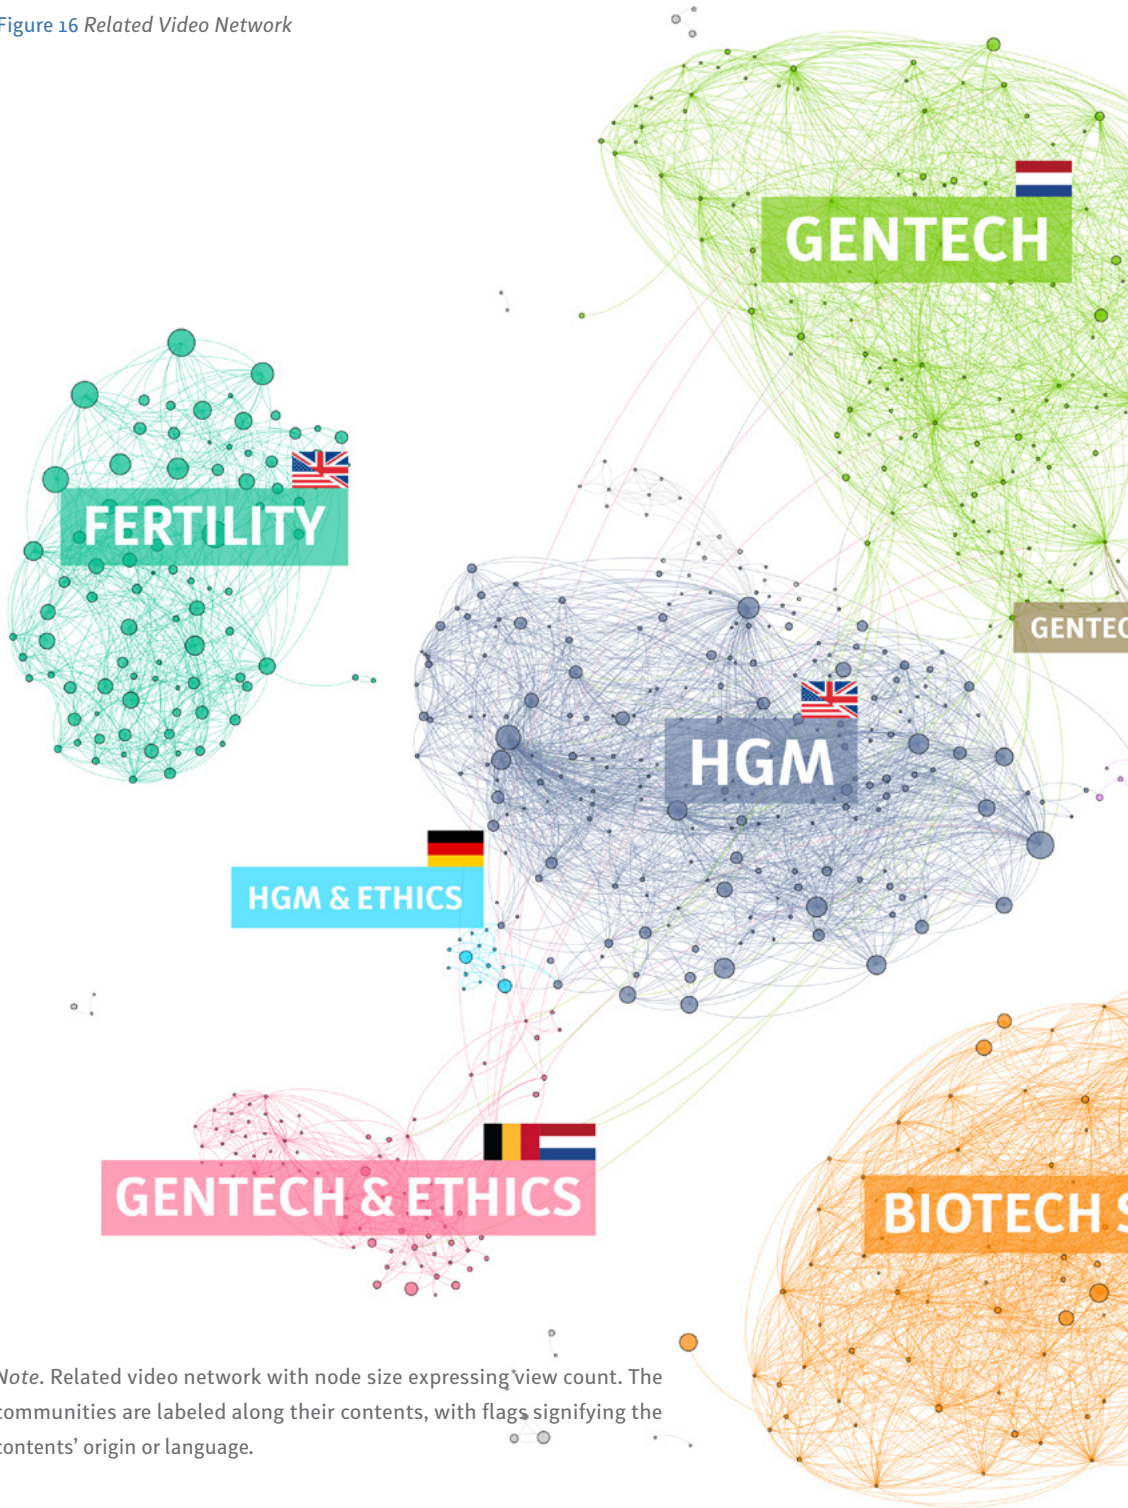 Figure 16 Related Video Network
GENTECH
FERTILITY
GENTEC
HGM
HGM & ETHICS
GENTECH & ETHICS
BIOTECH S
Note. Related video network with node size expressing view count. The
communities are labeled along their contents, with flags signifying the
contents’ origin or language.